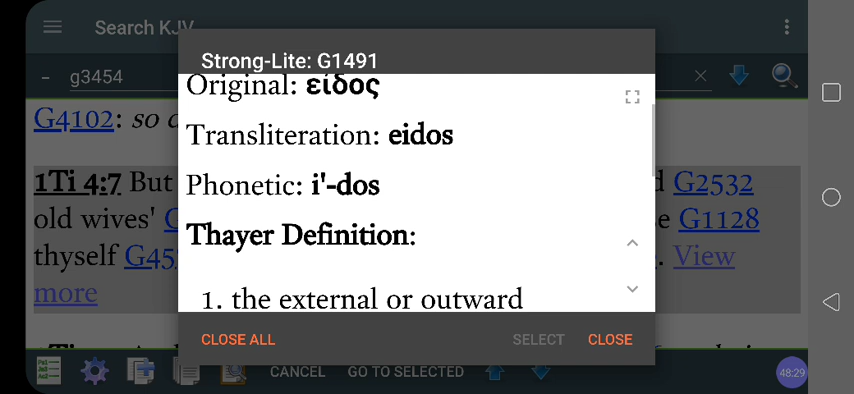 Search KJV
Strong-Lite: G1491
- g3454
Original: εἶδος
Transliteration: eidos
Phonetic: i'-dos
Thayer Definition:
1. the external or outward
CLOSE ALL SELECT CLOSE
G4102: so
1Ti 4:7 But G2532
old wives' G1128
thyself View
more
CANCEL GO TO SELECTED
48:29